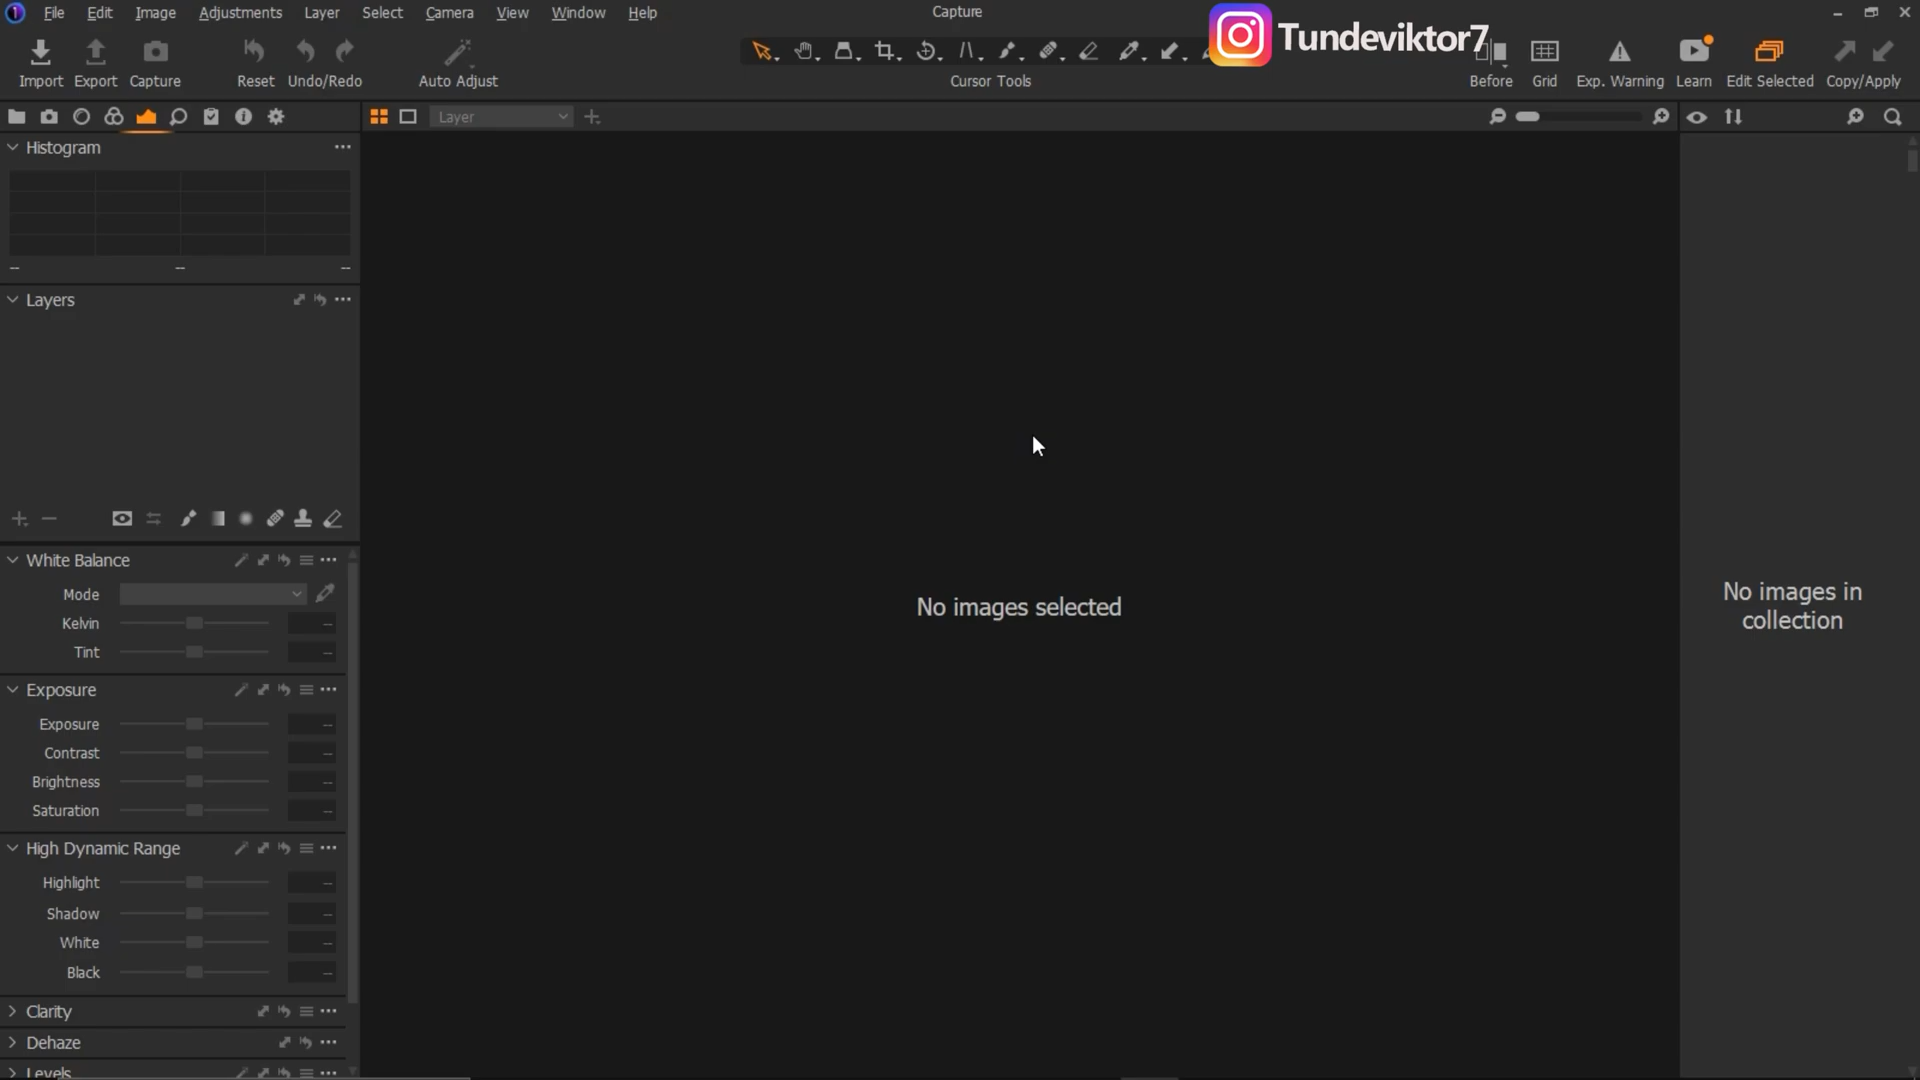 File Edit Image Adjustments Layer Select Camera View Window Help
Capture
Tundeviktor7
Import Export Capture Reset Undo/Redo Auto Adjust
Cursor Tools
Before Grid Exp. Warning Learn Edit Selected Copy/Apply
Layer
Histogram
-- -- --
Layers
White Balance
Mode
Kelvin --
Tint --
Exposure
Exposure --
Contrast --
Brightness --
Saturation --
High Dynamic Range
Highlight --
Shadow --
White --
Black --
Clarity
Dehaze
Levels
No images selected
No images in
collection